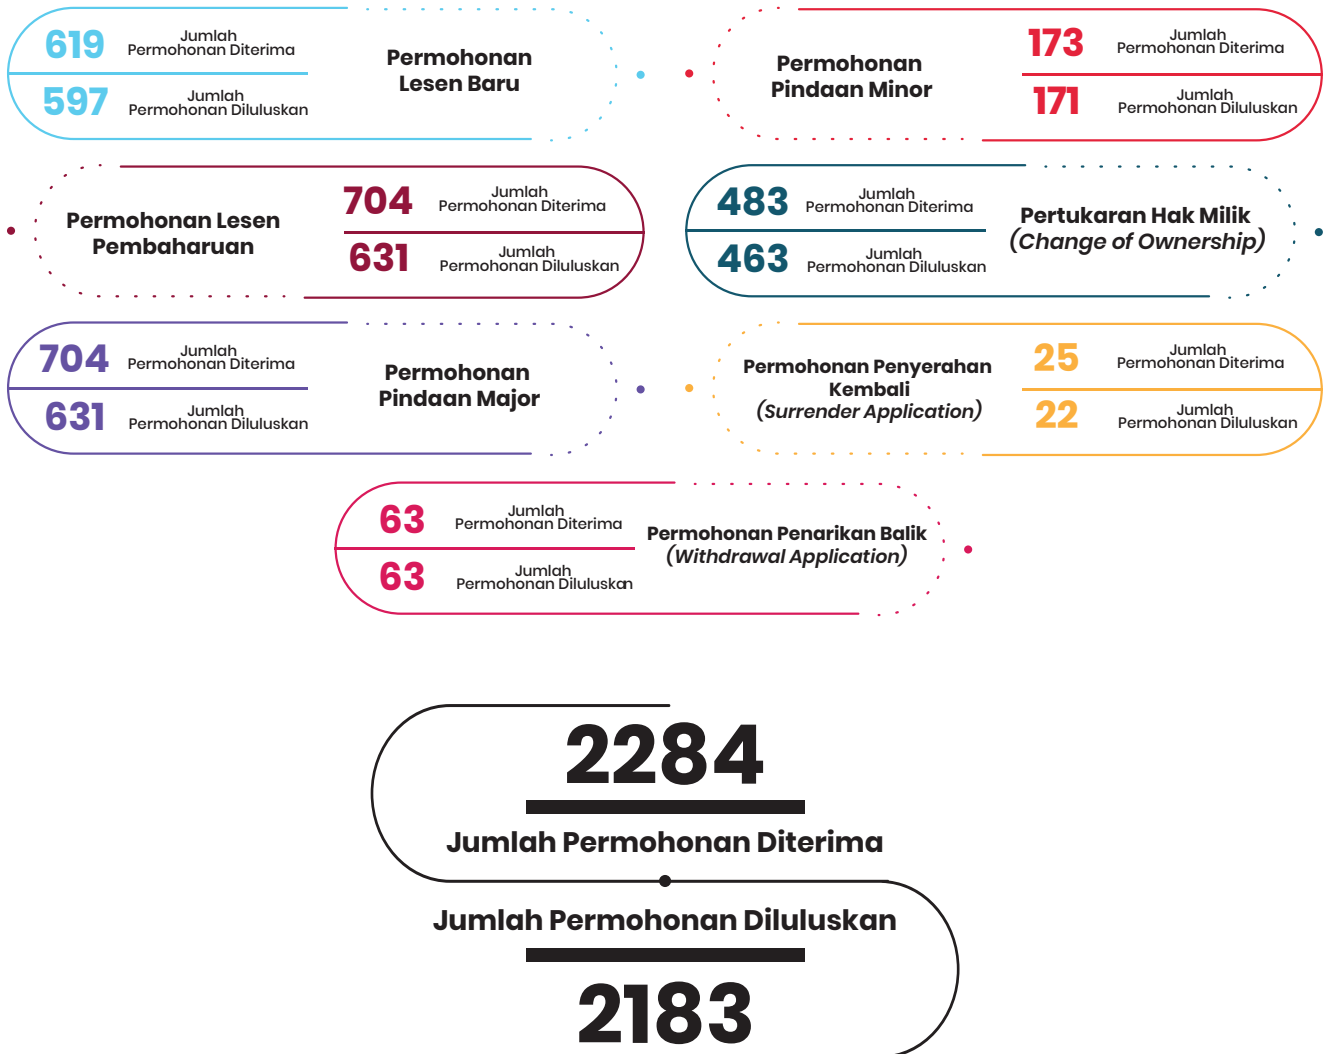 619
Jumlah
Permohonan Diterima
597
Jumlah
Permohonan Diluluskan
Permohonan
Lesen Baru
Permohonan
Pindaan Minor
173
Jumlah
Permohonan Diterima
171
Jumlah
Permohonan Diluluskan
Permohonan Lesen
Pembaharuan
704
Jumlah
Permohonan Diterima
631
Jumlah
Permohonan Diluluskan
483
Jumlah
Permohonan Diterima
463
Jumlah
Permohonan Diluluskan
Pertukaran Hak Milik
(Change of Ownership)
704
Jumlah
Permohonan Diterima
631
Jumlah
Permohonan Diluluskan
Permohonan
Pindaan Major
Permohonan Penyerahan
Kembali
(Surrender Application)
25
Jumlah
Permohonan Diterima
22
Jumlah
Permohonan Diluluskan
63
Jumlah
Permohonan Diterima
63
Jumlah
Permohonan Diluluskan
Permohonan Penarikan Balik
(Withdrawal Application)
2284
Jumlah Permohonan Diterima
Jumlah Permohonan Diluluskan
2183